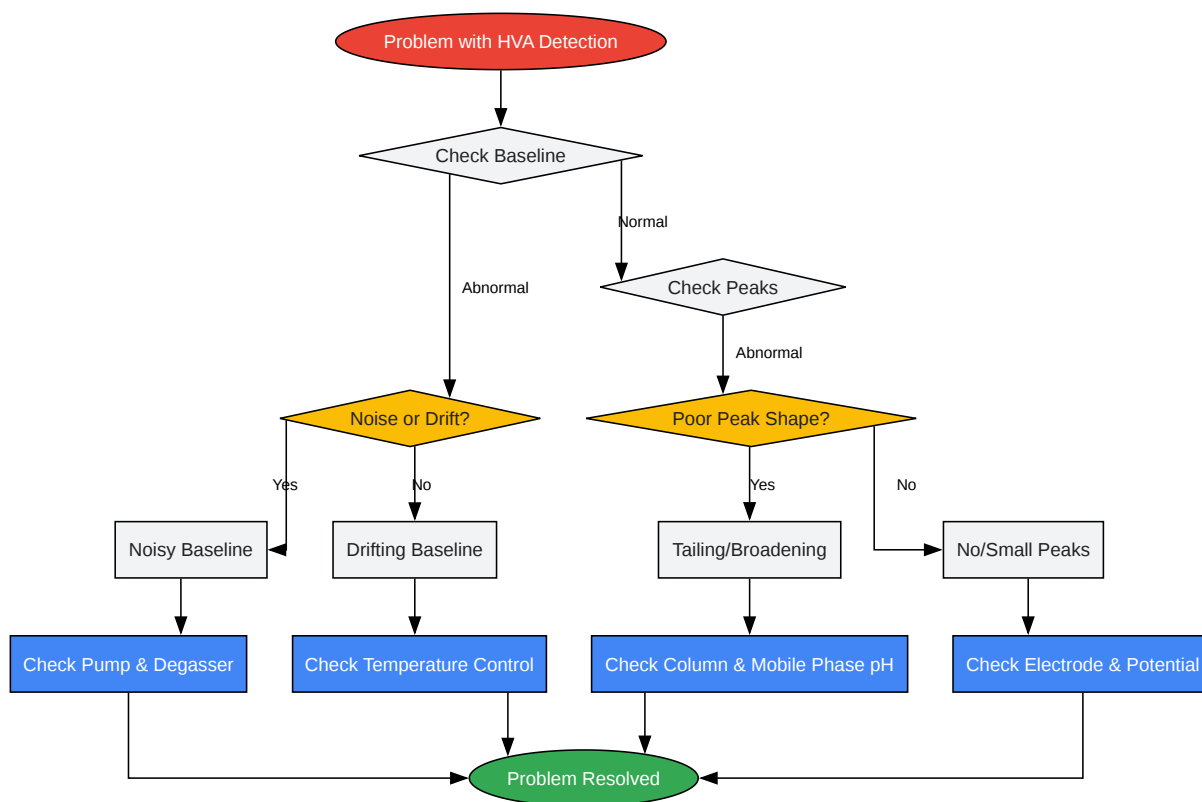 Problem with HVA Detection
Check Baseline
Normal
Abnormal
Check Peaks
Abnormal
Noise or Drift?
Poor Peak Shape?
Yes
No
Yes
No
Noisy Baseline
Drifting Baseline
Tailing/Broadening
No/Small Peaks
Check Pump & Degasser
Check Temperature Control
Check Column & Mobile Phase pH
Check Electrode & Potential
Problem Resolved